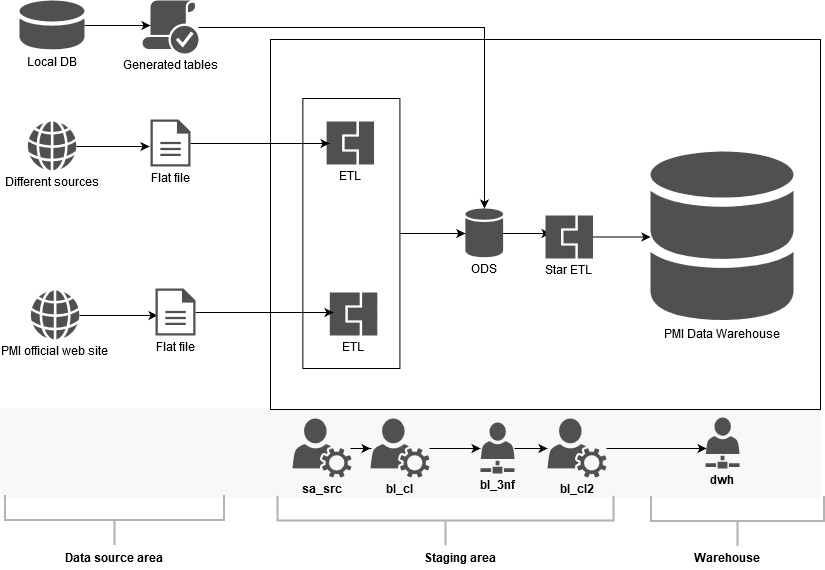 Local DB
Generated tables
Different sources
Flat file
ETL
ODS
Star ETL
PMI Data Warehouse
PMI official web site
Flat file
ETL
sa_src
bl_cl
bl_3nf
bl_cl2
dwh
Data source area
Staging area
Warehouse